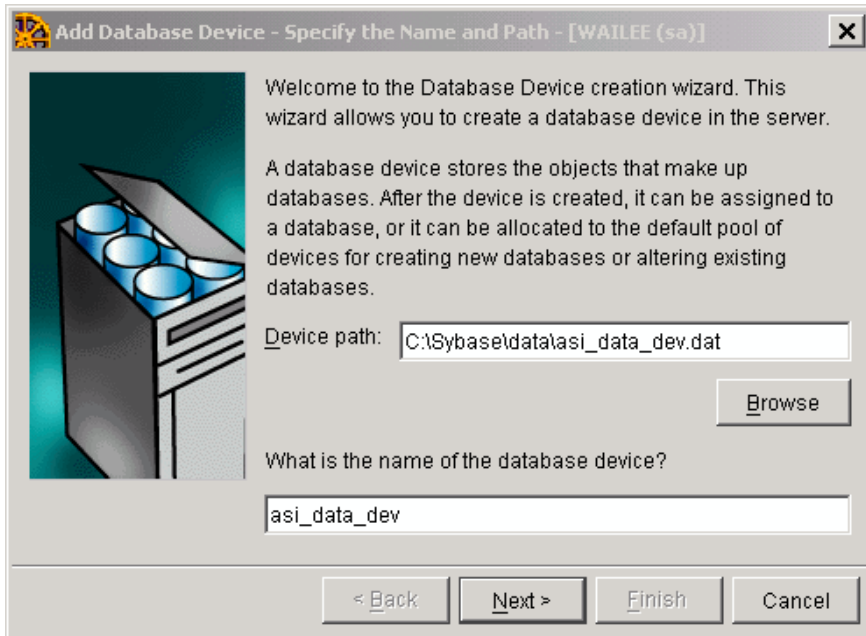 Add Database Device - Specify the Name and Path - [WAILEE (sa)]
Welcome to the Database Device creation wizard. This
wizard allows you to create a database device in the server.
A database device stores the objects that make up
databases. After the device is created, it can be assigned to
a database, or it can be allocated to the default pool of
devices for creating new databases or altering existing
databases.
Device path: C:\Sybase\data\asi_data_dev.dat
Browse
What is the name of the database device?
asi_data_dev
< Back Next > Finish Cancel